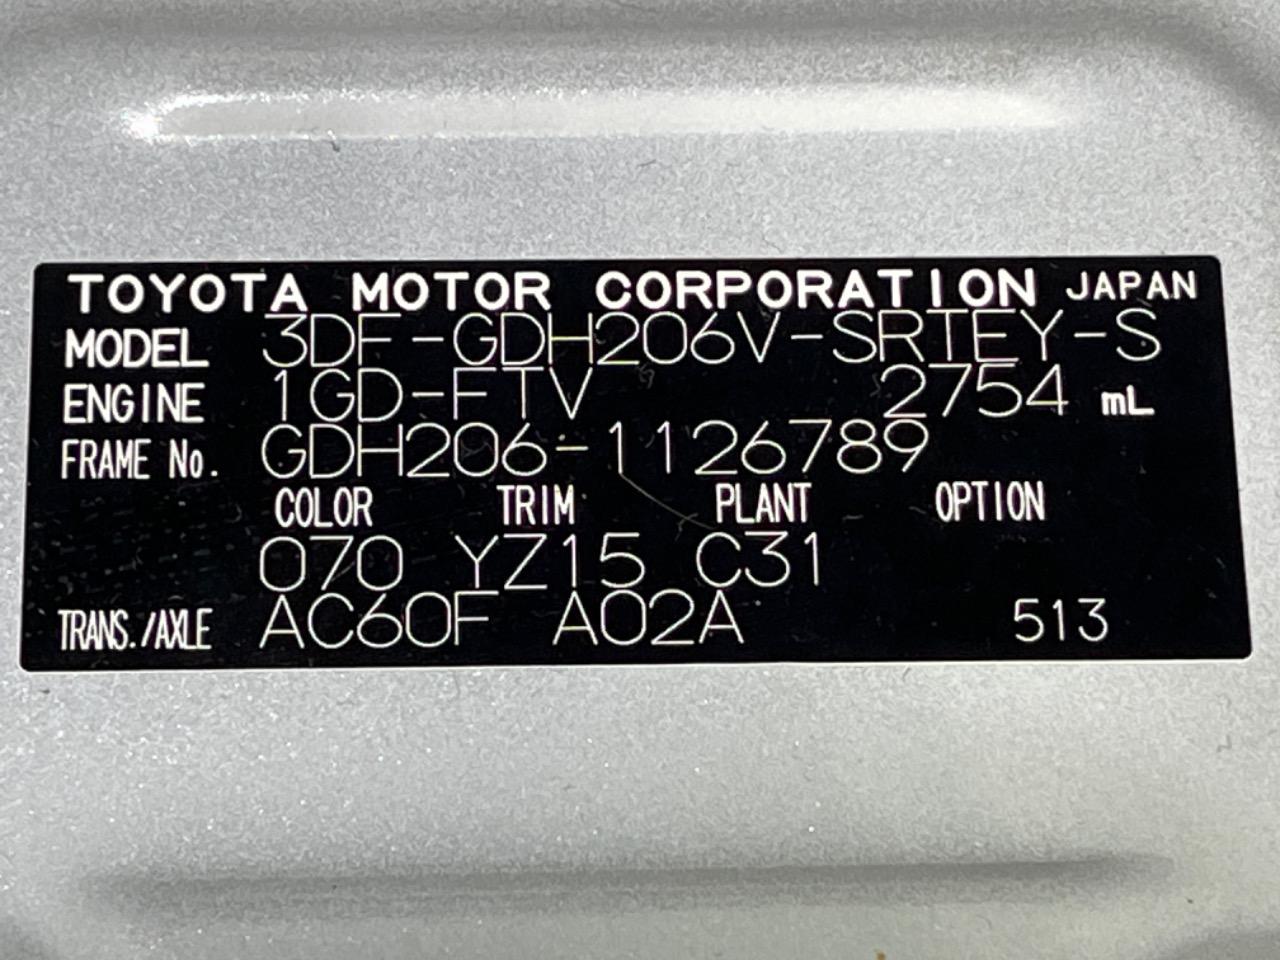 TOYOTA MOTOR CORPORATION JAPAN
MODEL 3DF-GDH206V-SRTEY-S
ENGINE 1GD-FTV 2754 mL
FRAME No. GDH206-1126789
COLOR TRIM PLANT OPTION
070 YZ15 C31
TRANS./AXLE AC60F A02A 513